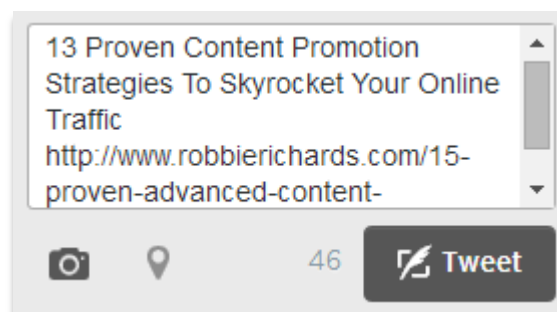 13 Proven Content Promotion
Strategies To Skyrocket Your Online
Traffic
http://www.robbierichards.com/15-
proven-advanced-content-
46
Tweet